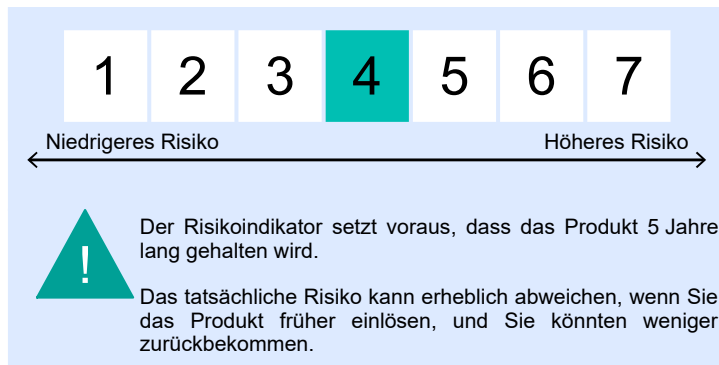 1 2 3 4 5 6 7
Niedrigeres Risiko Höheres Risiko
!
Der Risikoindikator setzt voraus, dass das Produkt 5 Jahre
lang gehalten wird.
Das tatsächliche Risiko kann erheblich abweichen, wenn Sie
das Produkt früher einlösen, und Sie könnten weniger
zurückbekommen.